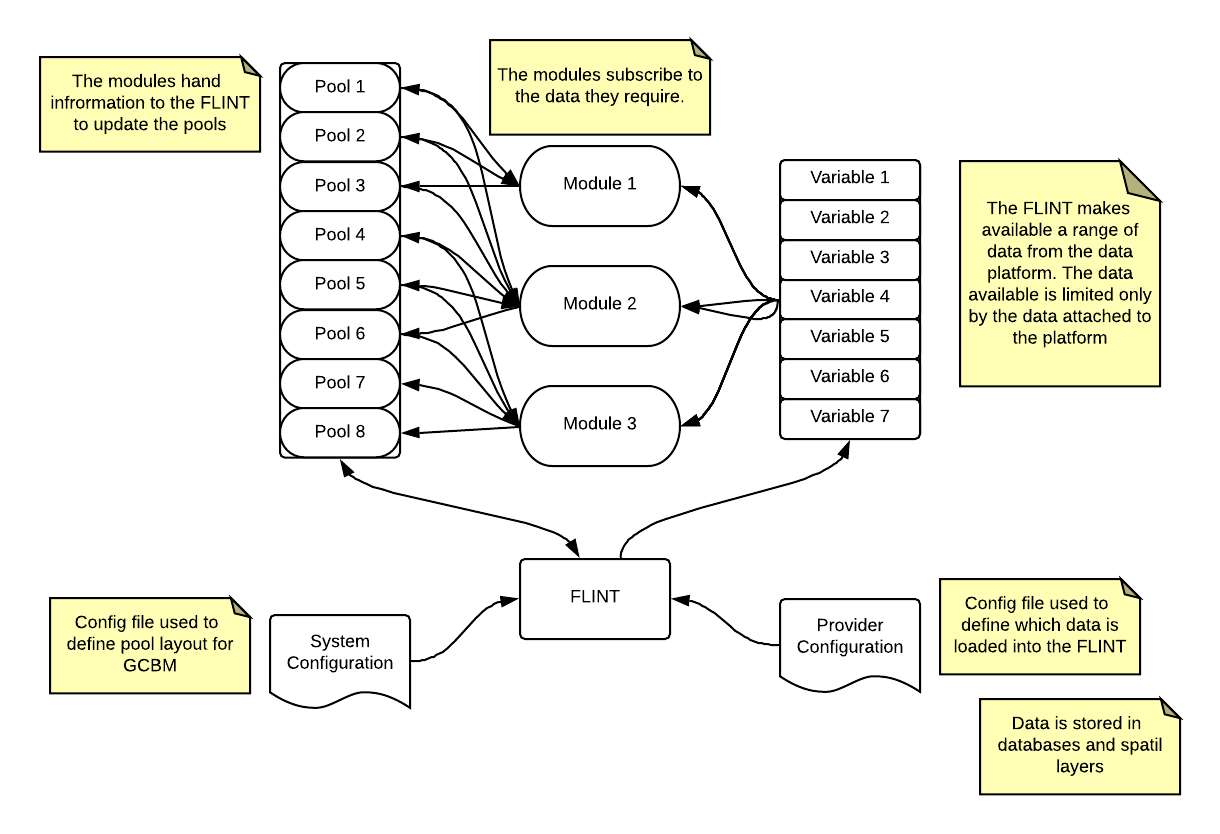 The modules hand
infrormation to the FLINT
to update the pools
Pool 1
Pool 2
Pool 3
Pool 4
Pool 5
Pool 6
Pool 7
Pool 8
The modules subscribe to
the data they require.
Module 1
Module 2
Module 3
Variable 1
Variable 2
Variable 3
Variable 4
Variable 5
Variable 6
Variable 7
The FLINT makes
available a range of
data from the data
platform. The data
available is limited only
by the data attached to
the platform
FLINT
Config file used to
define pool layout for
GCBM
System
Configuration
Provider
Configuration
Config file used to
define which data is
loaded into the FLINT
Data is stored in
databases and spatil
layers